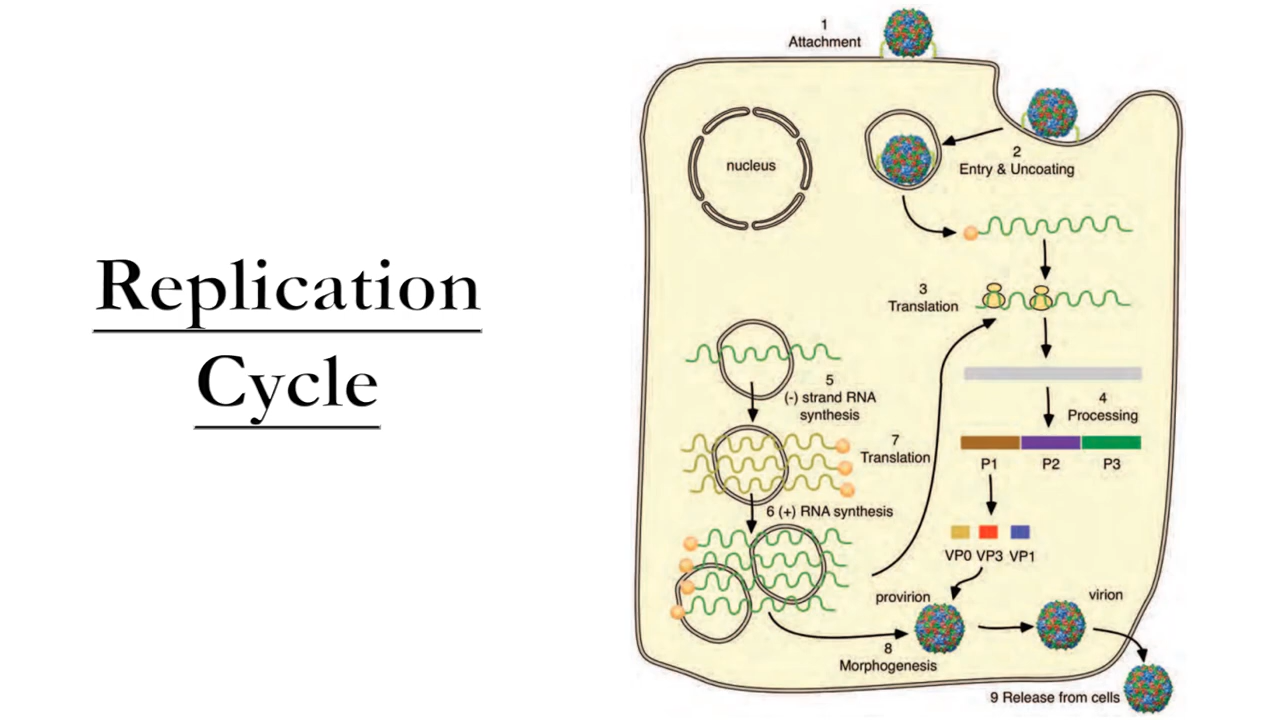 Replication
Cycle
1
Attachment
nucleus
2
Entry & Uncoating
3
Translation
4
Processing
P1 P2 P3
VP0 VP3 VP1
5
(-) strand RNA
synthesis
6 (+) RNA synthesis
7
Translation
provirion
virion
8
Morphogenesis
9 Release from cells